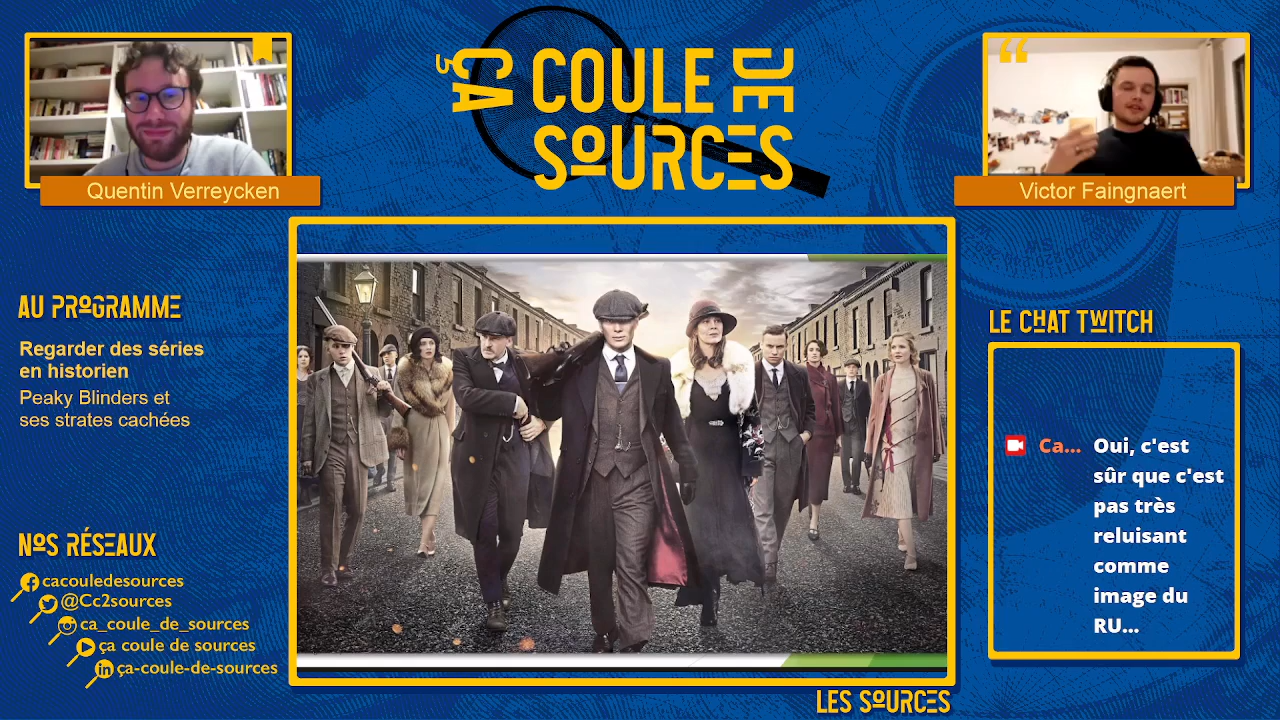 ÇA COULE DE
SOURCES
Quentin Verreycken
“
Victor Faingnaert
AU PROGRAMME
Regarder des séries
en historien
Peaky Blinders et
ses strates cachées
NOS RÉSEAUX
cacouledesources
@Cc2sources
ca_coule_de_sources
ça coule de sources
in ça-coule-de-sources
LE CHAT TWITCH
Ca... Oui, c'est
sûr que c'est
pas très
reluisant
comme
image du
RU...
LES SOURCES